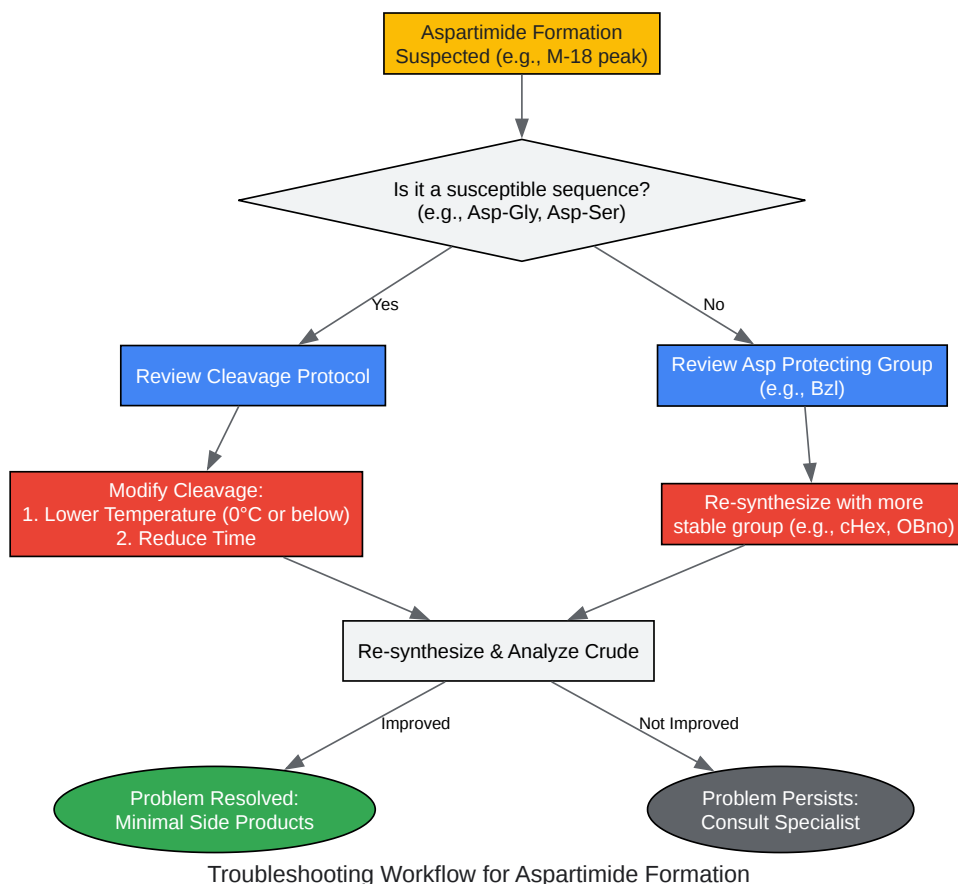 Aspartimide Formation
Suspected (e.g., M-18 peak)
Is it a susceptible sequence?
(e.g., Asp-Gly, Asp-Ser)
Yes
No
Review Cleavage Protocol
Review Asp Protecting Group
(e.g., Bzl)
Modify Cleavage:
1. Lower Temperature (0°C or below)
2. Reduce Time
Re-synthesize with more
stable group (e.g., cHex, OBno)
Re-synthesize & Analyze Crude
Improved
Not Improved
Problem Resolved:
Minimal Side Products
Problem Persists:
Consult Specialist
Troubleshooting Workflow for Aspartimide Formation